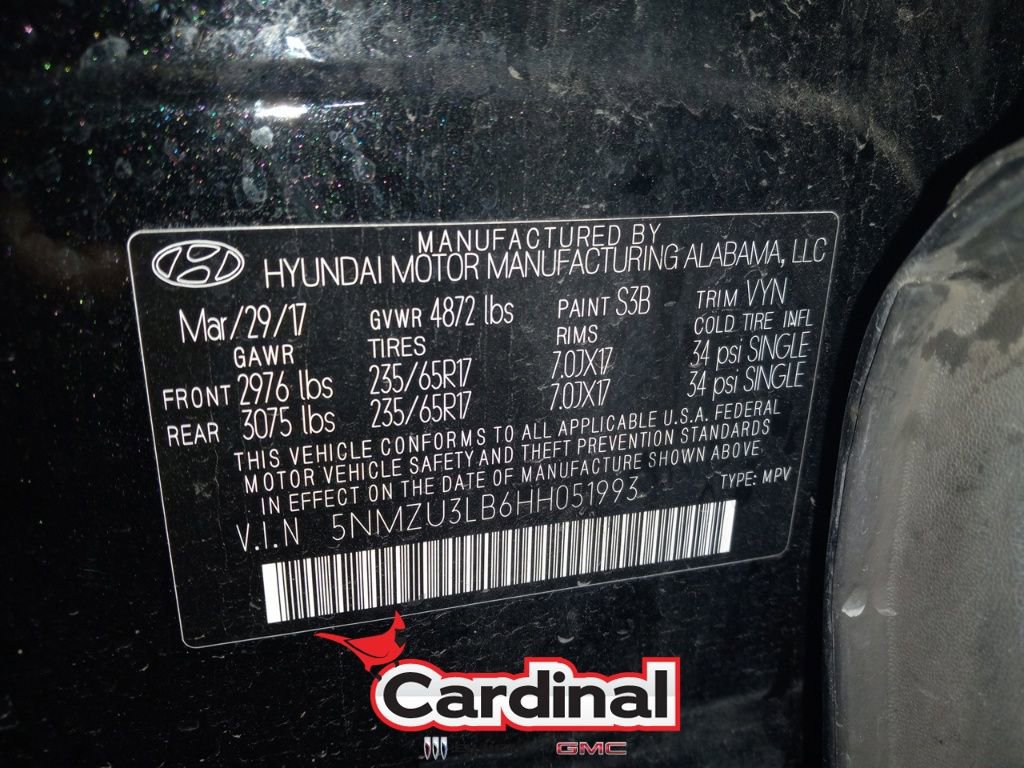 MANUFACTURED BY
HYUNDAI MOTOR MANUFACTURING ALABAMA, LLC
Mar/29/17 GVWR 4872 lbs PAINT S3B TRIM VYN
GAWR TIRES RIMS COLD TIRE INFL
FRONT 2976 lbs 235/65R17 7.0JX17 34 psi SINGLE
REAR 3075 lbs 235/65R17 7.0JX17 34 psi SINGLE
THIS VEHICLE CONFORMS TO ALL APPLICABLE U.S.A. FEDERAL
MOTOR VEHICLE SAFETY AND THEFT PREVENTION STANDARDS
IN EFFECT ON THE DATE OF MANUFACTURE SHOWN ABOVE
V.I.N 5NMZU3LB6HH051993 TYPE: MPV
Cardinal
GMC